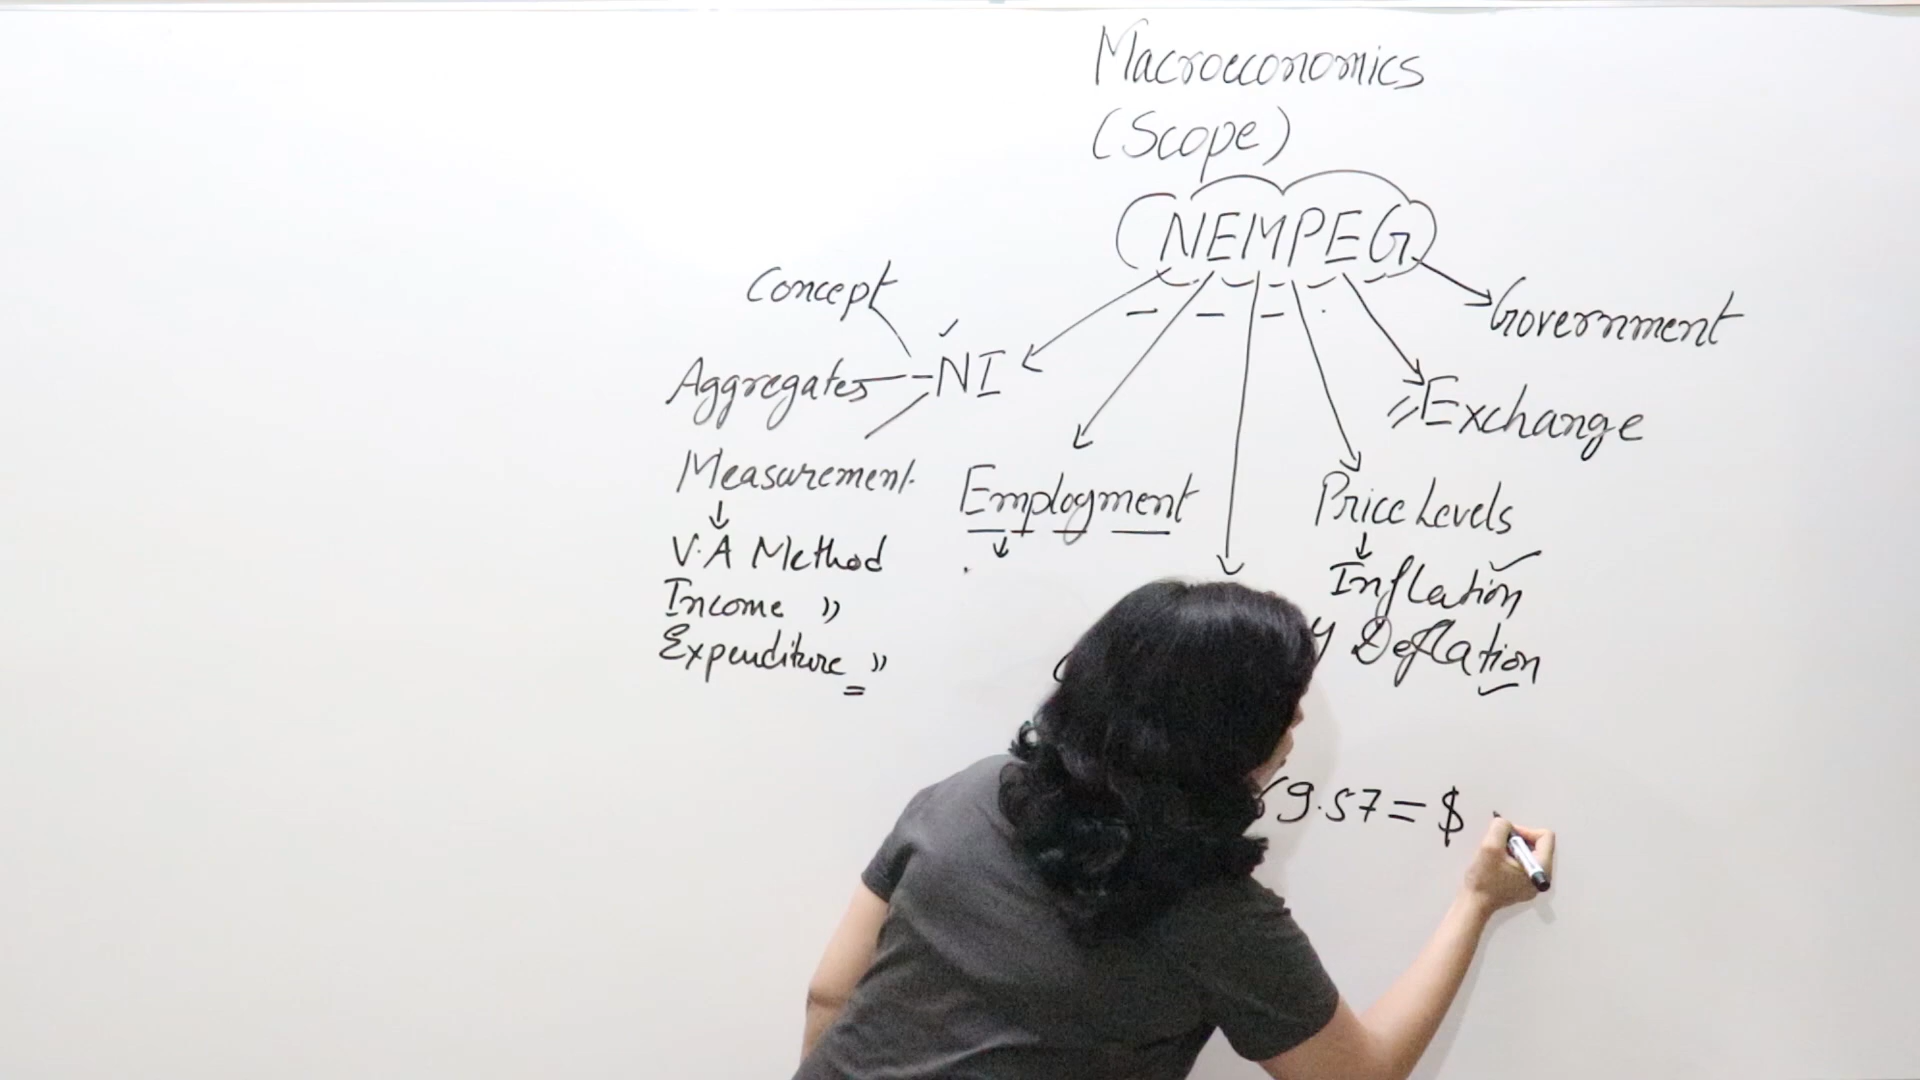 Macroeconomics
(Scope)
NEMPEG
Concept
Government
Aggregates
NI
Exchange
Measurement
Employment
Price Levels
V.A Method
Income "
Expenditure "
Inflation
Deflation
9.57 = $